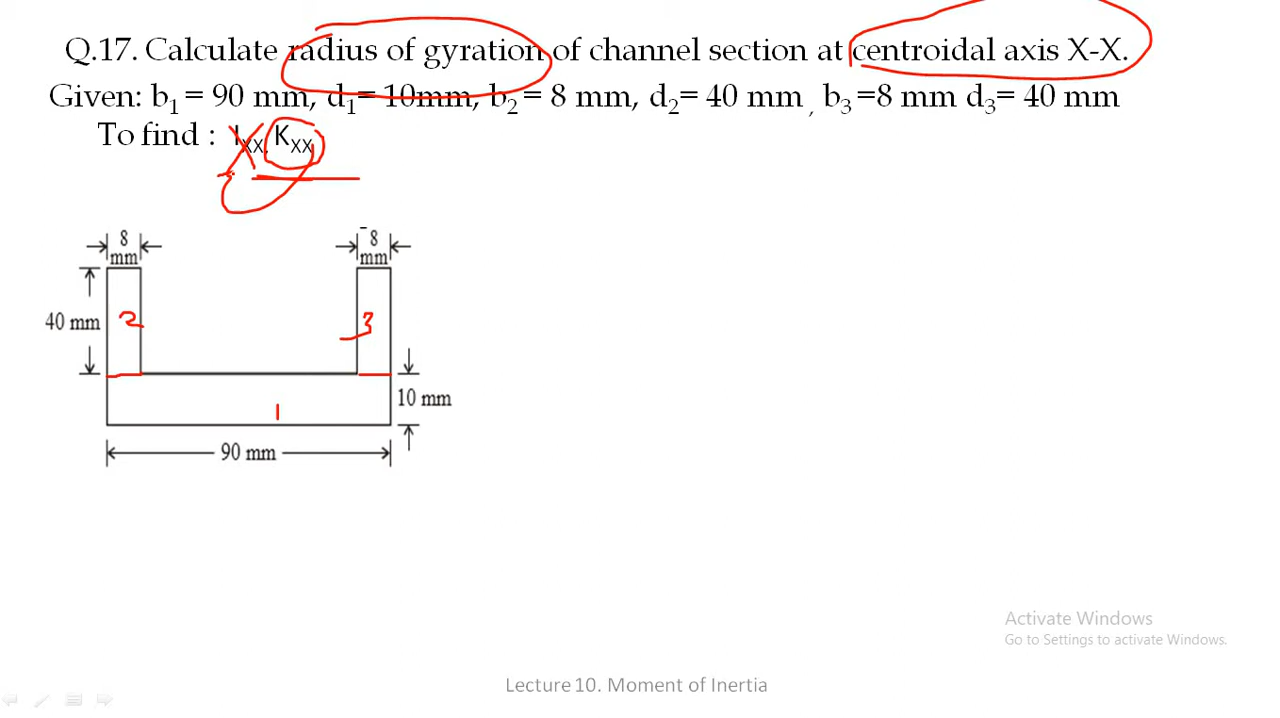 Q.17. Calculate radius of gyration of channel section at centroidal axis X-X.
Given: b1 = 90 mm, d1= 10mm, b2 = 8 mm, d2= 40 mm , b3 =8 mm d3= 40 mm
To find : IXX, KXX
8
mm
8
mm
40 mm
2
3
1
10 mm
90 mm
Activate Windows
Go to Settings to activate Windows.
Lecture 10. Moment of Inertia